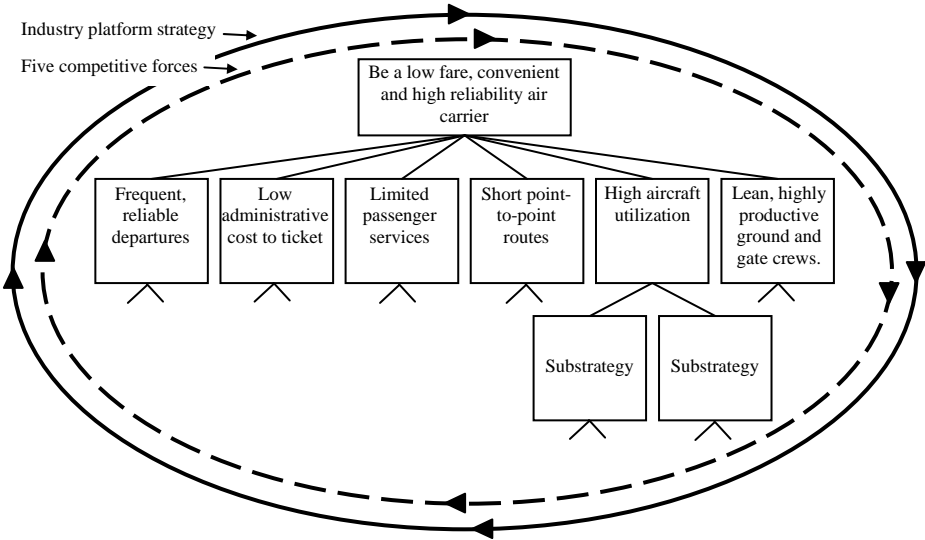 Industry platform strategy
Five competitive forces
Be a low fare, convenient
and high reliability air
carrier
Frequent,
reliable
departures
Low
administrative
cost to ticket
Limited
passenger
services
Short point-
to-point
routes
High aircraft
utilization
Lean, highly
productive
ground and
gate crews.
Substrategy
Substrategy